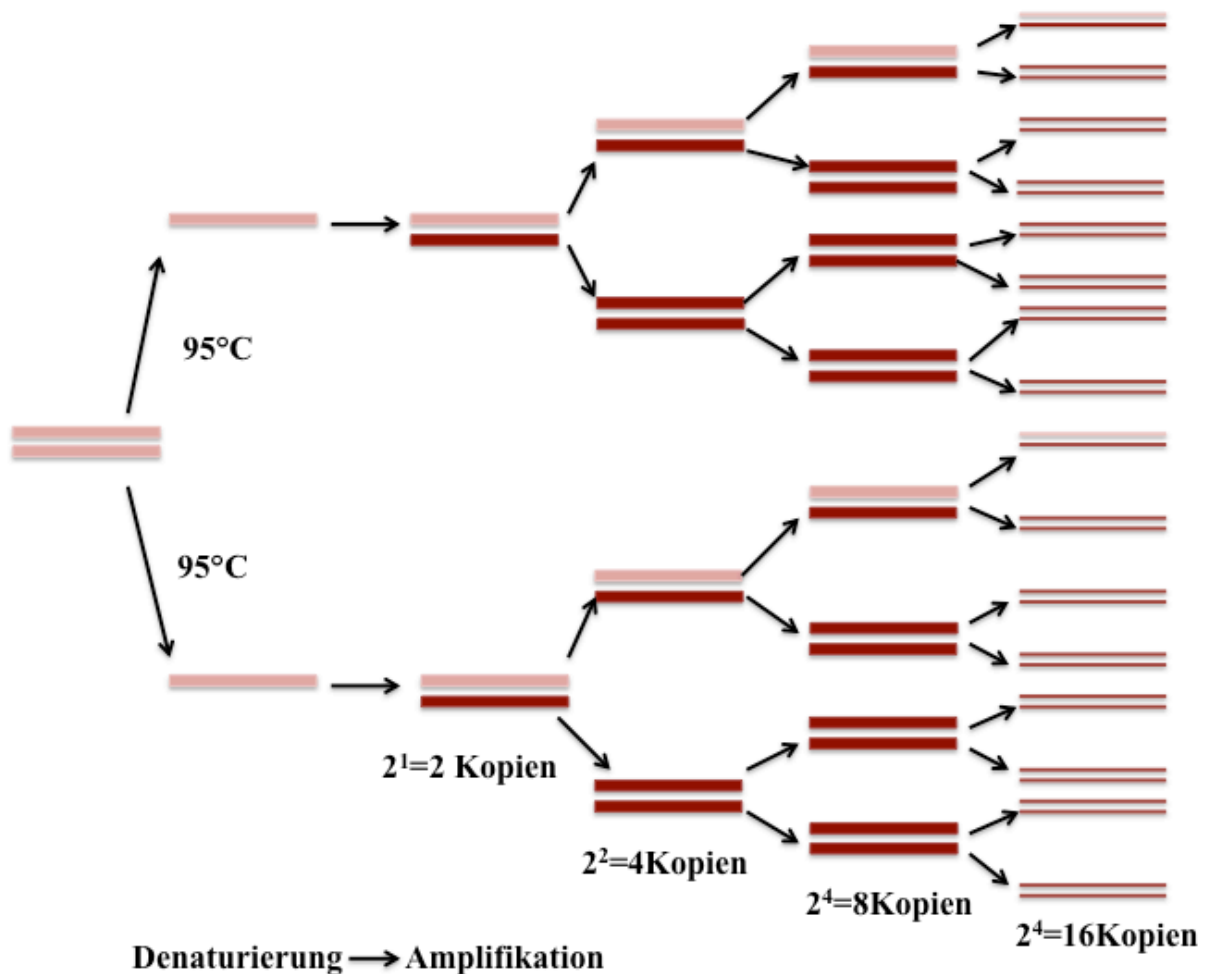 95°C
95°C
2¹=2 Kopien
2²=4Kopien
2⁴=8Kopien
2⁴=16Kopien
Denaturierung → Amplifikation